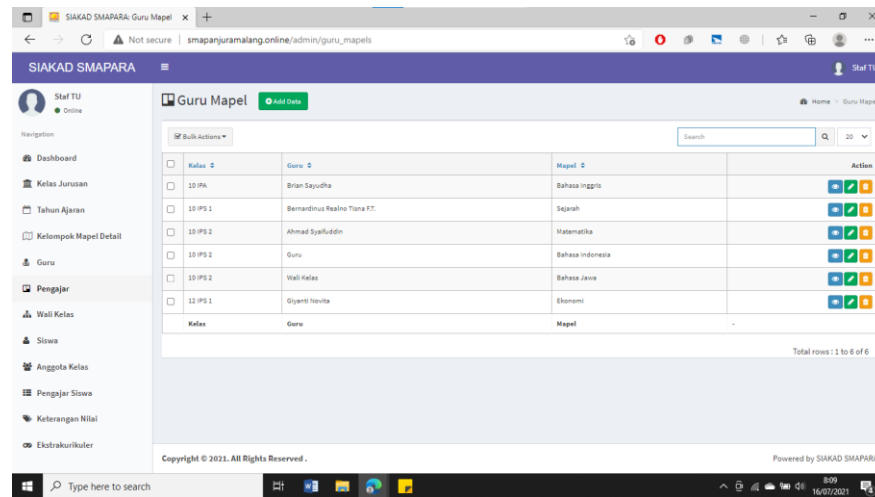 SIAKAD SMAPARA: Guru Mapel
Not secure | smapanjuramalang.online/admin/guru_mapels
SIAKAD SMAPARA
Staf TU
Staf TU
Online
Guru Mapel
Add Data
Home > Guru Mape
Navigation
Bulk Actions
Search
20
Dashboard
Kelas Guru Mapel Action
Kelas Jurusan
10 IPA Brian Sayudha Bahasa Inggris
Tahun Ajaran
10 IPS 1 Bernardinus Realno Tisna F.T. Sejarah
Kelompok Mapel Detail
10 IPS 2 Ahmad Syaifuddin Matematika
Guru
10 IPS 2 Guru Bahasa Indonesia
Pengajar
10 IPS 2 Wali Kelas Bahasa Jawa
Wali Kelas
12 IPS 1 Giyanti Novita Ekonomi
Kelas Guru Mapel -
Siswa
Total rows : 1 to 6 of 6
Anggota Kelas
Pengajar Siswa
Keterangan Nilai
Ekstrakurikuler
Copyright © 2021. All Rights Reserved .
Powered by SIAKAD SMAPAR
Type here to search
8:09
16/07/2021